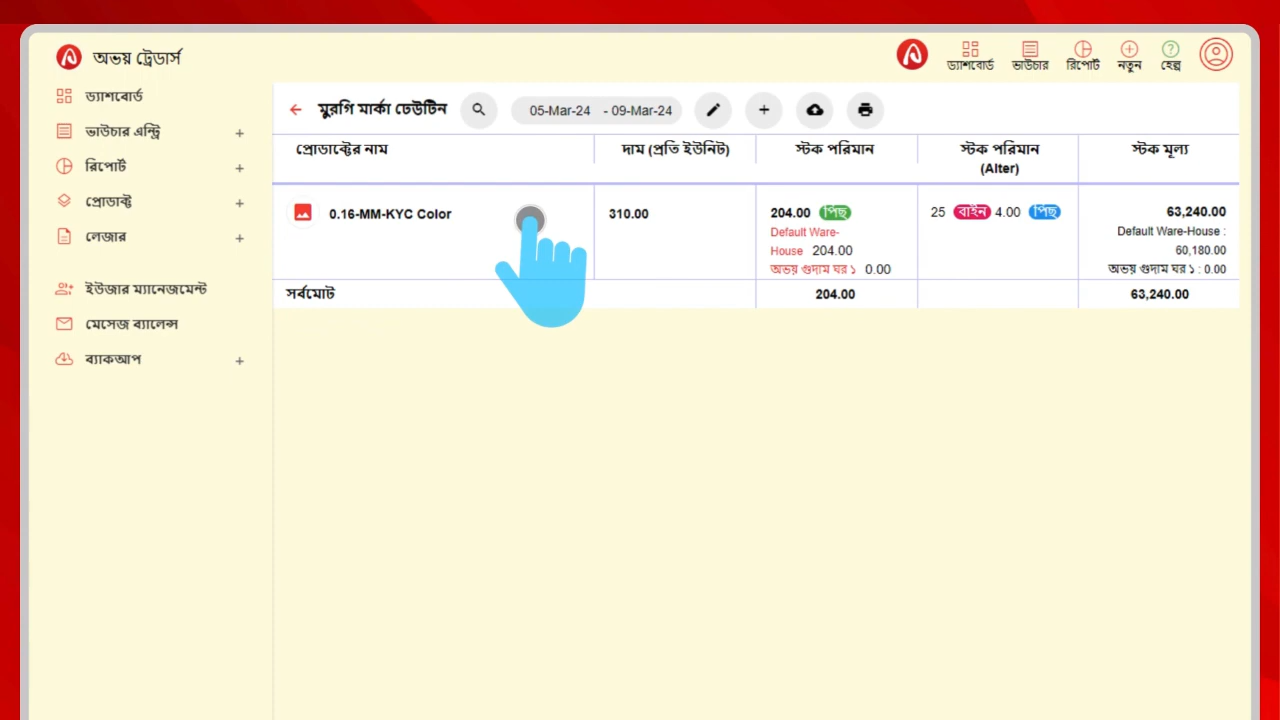 অভয় ট্রেডার্স
ড্যাশবোর্ড ভাউচার রিপোর্ট নতুন হেল্প
ড্যাশবোর্ড
ভাউচার এন্ট্রি +
রিপোর্ট +
প্রোডাক্ট +
লেজার +
ইউজার ম্যানেজমেন্ট
মেসেজ ব্যালেন্স
ব্যাকআপ +
মুরগি মার্কা ঢেউটিন 05-Mar-24 - 09-Mar-24
প্রোডাক্টের নাম দাম (প্রতি ইউনিট) স্টক পরিমান স্টক পরিমান স্টক মূল্য
(Alter)
0.16-MM-KYC Color 310.00 204.00 পিছ 25 বাইন 4.00 পিছ 63,240.00
Default Ware- Default Ware-House :
House 204.00 60,180.00
অভয় গুদাম ঘর ১ 0.00 অভয় গুদাম ঘর ১ : 0.00
সর্বমোট 204.00 63,240.00